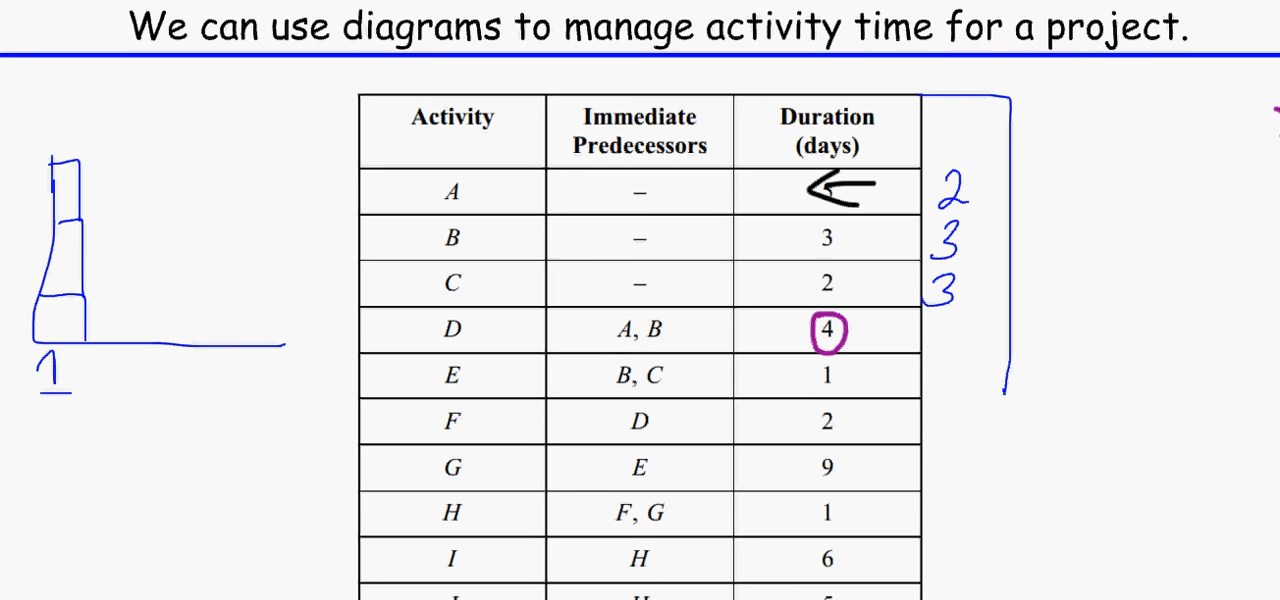 We can use diagrams to manage activity time for a project.
Activity Immediate Predecessors Duration (days)
A – 2
B – 3 3
C – 2 3
D A, B 4
E B, C 1
F D 2
G E 9
H F, G 1
I H 6
1